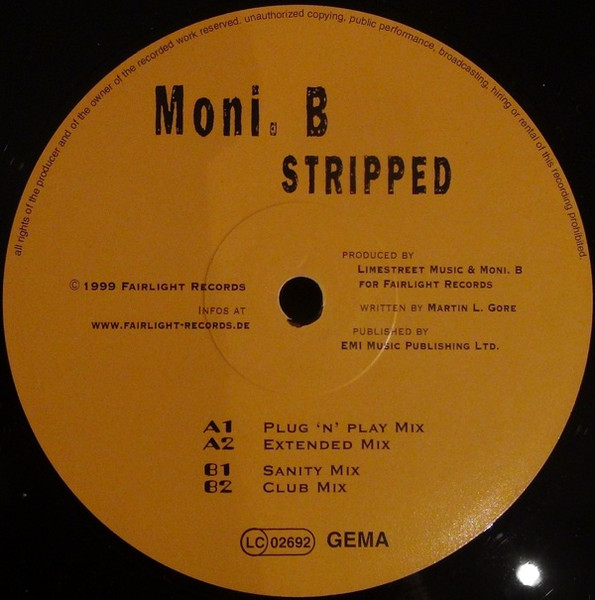 all rights of the producer and of the owner of the recorded work reserved. unauthorized copying, public performance, broadcasting, hiring or rental of this recording prohibited.
Moni. B
STRIPPED
PRODUCED BY
LIMESTREET MUSIC & MONI. B
FOR FAIRLIGHT RECORDS
WRITTEN BY MARTIN L. GORE
PUBLISHED BY
EMI MUSIC PUBLISHING LTD.
© 1999 FAIRLIGHT RECORDS
INFOS AT
WWW.FAIRLIGHT-RECORDS.DE
A1 PLUG 'N' PLAY MIX
A2 EXTENDED MIX
B1 SANITY MIX
B2 CLUB MIX
LC 02692 GEMA